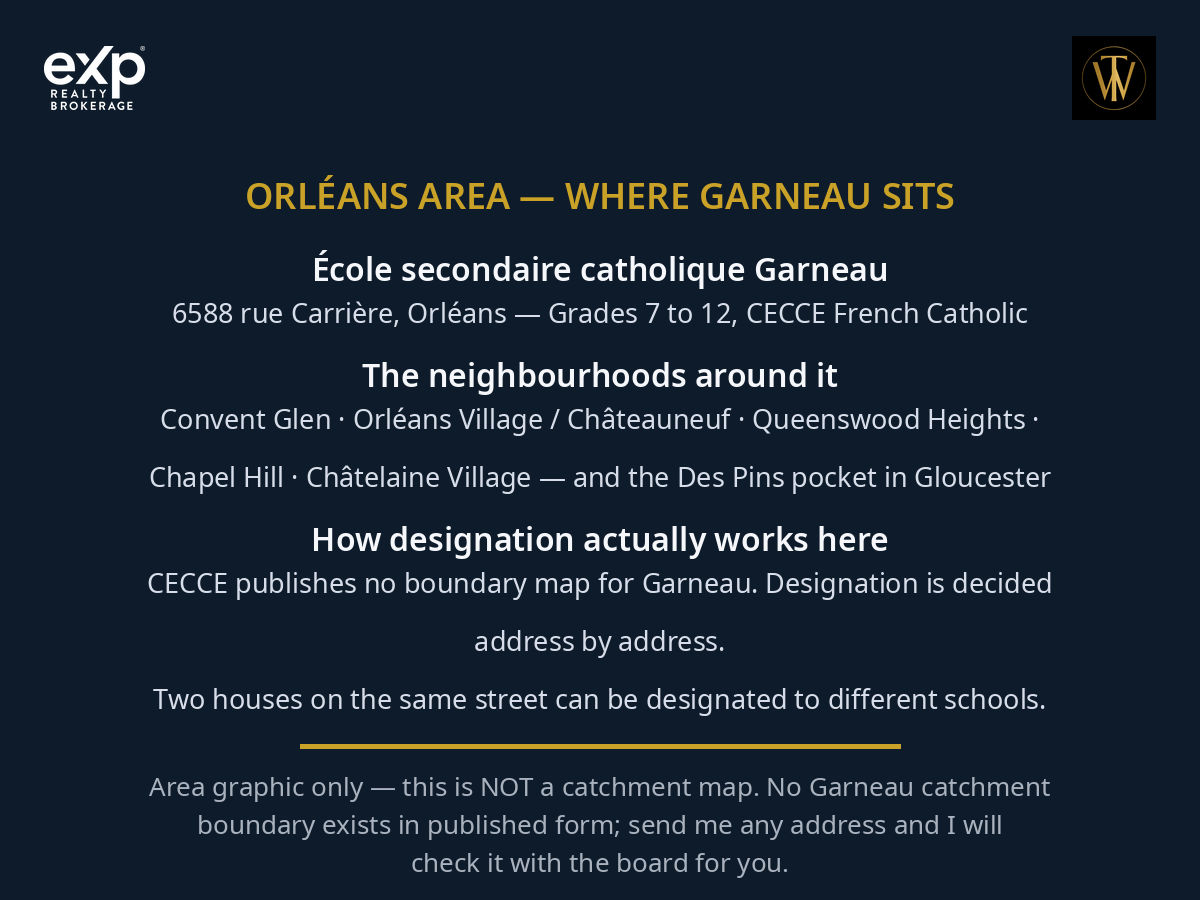 eXp®
REALTY
BROKERAGE
TW
ORLÉANS AREA — WHERE GARNEAU SITS
École secondaire catholique Garneau
6588 rue Carrière, Orléans — Grades 7 to 12, CECCE French Catholic
The neighbourhoods around it
Convent Glen · Orléans Village / Châteauneuf · Queenswood Heights ·
Chapel Hill · Châtelaine Village — and the Des Pins pocket in Gloucester
How designation actually works here
CECCE publishes no boundary map for Garneau. Designation is decided
address by address.
Two houses on the same street can be designated to different schools.
Area graphic only — this is NOT a catchment map. No Garneau catchment
boundary exists in published form; send me any address and I will
check it with the board for you.